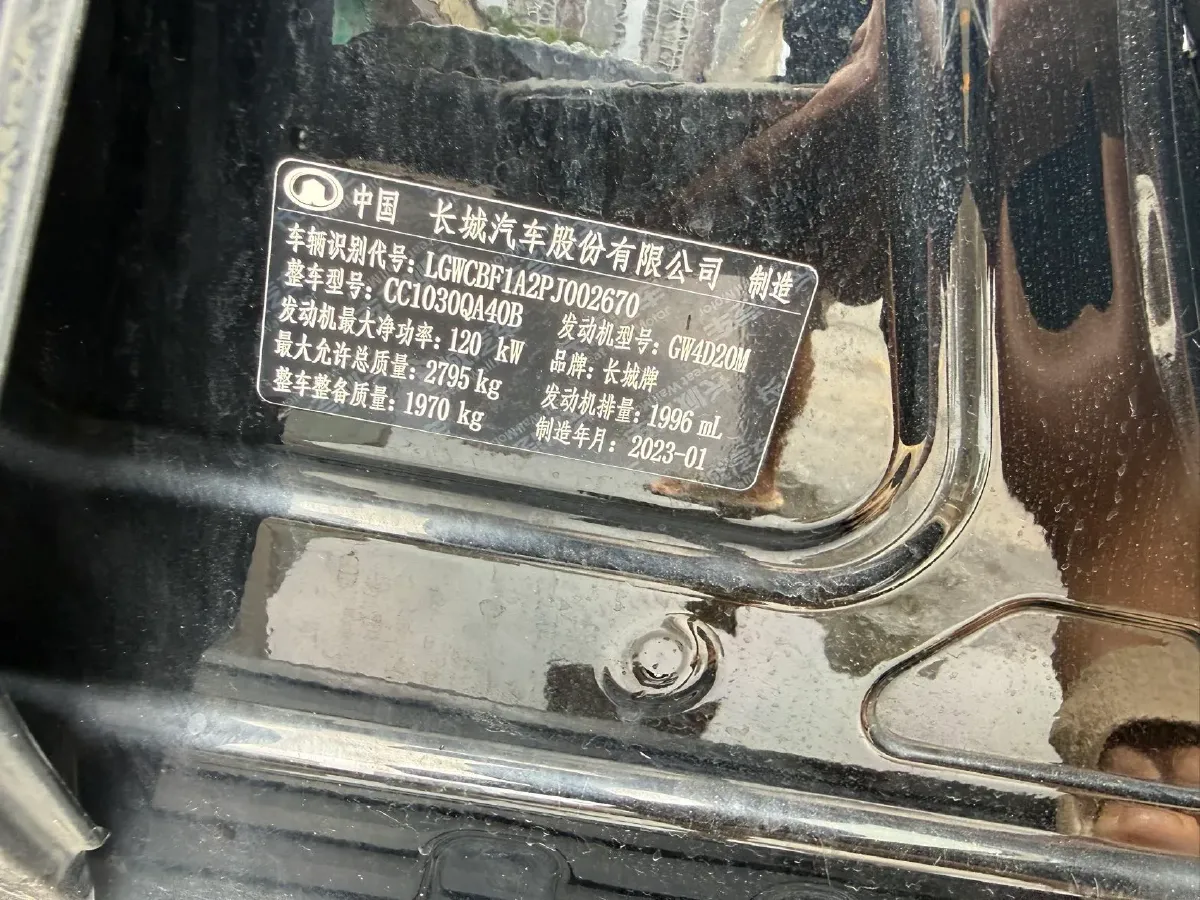 中国 长城汽车股份有限公司 制造
车辆识别代号: LGWCBF1A2PJ002670
整车型号: CC1030QA40B 发动机型号: GW4D20M
发动机最大净功率: 120 kW 品牌: 长城牌
最大允许总质量: 2795 kg 发动机排量: 1996 mL
整车整备质量: 1970 kg 制造年月: 2023-01